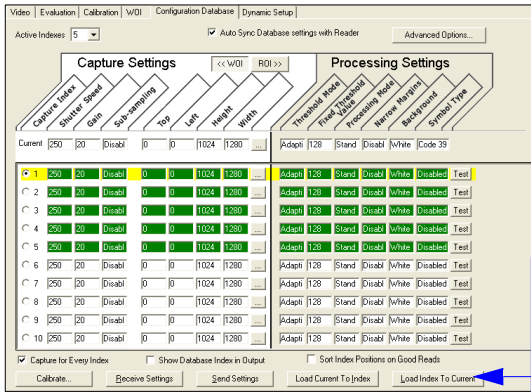 Video Evaluation Calibration WOI Configuration Database Dynamic Setup
Active Indexes 5 Auto Sync Database settings with Reader Advanced Options...
Capture Settings << WOI ROI >> Processing Settings
Capture Index Shutter Speed Gain Sub-sampling Top Left Height Width Threshold Mode Fixed Threshold Value Processing Mode Narrow Margins Background Symbol Type
Current 250 20 Disabl 0 0 1024 1280 ... Adapti 128 Stand Disabl White Code 39
1 250 20 Disabl 0 0 1024 1280 ... Adapti 128 Stand Disabl White Disabled Test
2 250 20 Disabl 0 0 1024 1280 ... Adapti 128 Stand Disabl White Disabled Test
3 250 20 Disabl 0 0 1024 1280 ... Adapti 128 Stand Disabl White Disabled Test
4 250 20 Disabl 0 0 1024 1280 ... Adapti 128 Stand Disabl White Disabled Test
5 250 20 Disabl 0 0 1024 1280 ... Adapti 128 Stand Disabl White Disabled Test
6 250 20 Disabl 0 0 1024 1280 ... Adapti 128 Stand Disabl White Disabled Test
7 250 20 Disabl 0 0 1024 1280 ... Adapti 128 Stand Disabl White Disabled Test
8 250 20 Disabl 0 0 1024 1280 ... Adapti 128 Stand Disabl White Disabled Test
9 250 20 Disabl 0 0 1024 1280 ... Adapti 128 Stand Disabl White Disabled Test
10 250 20 Disabl 0 0 1024 1280 ... Adapti 128 Stand Disabl White Disabled Test
Capture for Every Index Show Database Index in Output Sort Index Positions on Good Reads
Calibrate... Receive Settings Send Settings Load Current To Index Load Index To Current